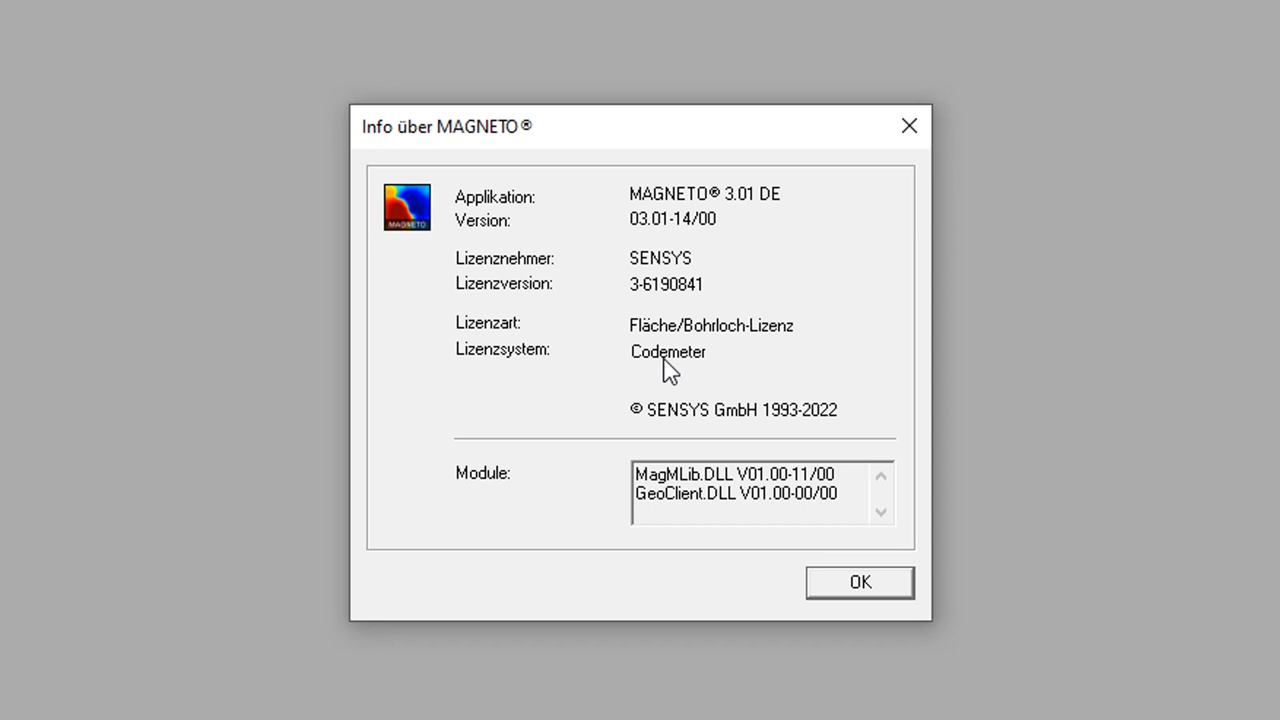 Info über MAGNETO®
MAGNETO
Applikation: MAGNETO® 3.01 DE
Version: 03.01-14/00
Lizenznehmer: SENSYS
Lizenzversion: 3-6190841
Lizenzart: Fläche/Bohrloch-Lizenz
Lizenzsystem: Codemeter
© SENSYS GmbH 1993-2022
Module: MagMLib.DLL V01.00-11/00
GeoClient.DLL V01.00-00/00
OK